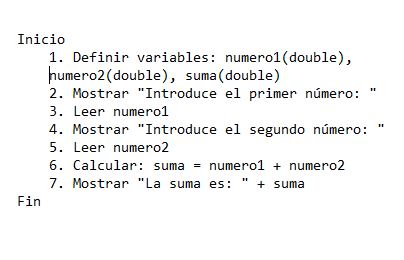 Inicio
1. Definir variables: numero1(double),
numero2(double), suma(double)
2. Mostrar "Introduce el primer número: "
3. Leer numero1
4. Mostrar "Introduce el segundo número: "
5. Leer numero2
6. Calcular: suma = numero1 + numero2
7. Mostrar "La suma es: " + suma
Fin